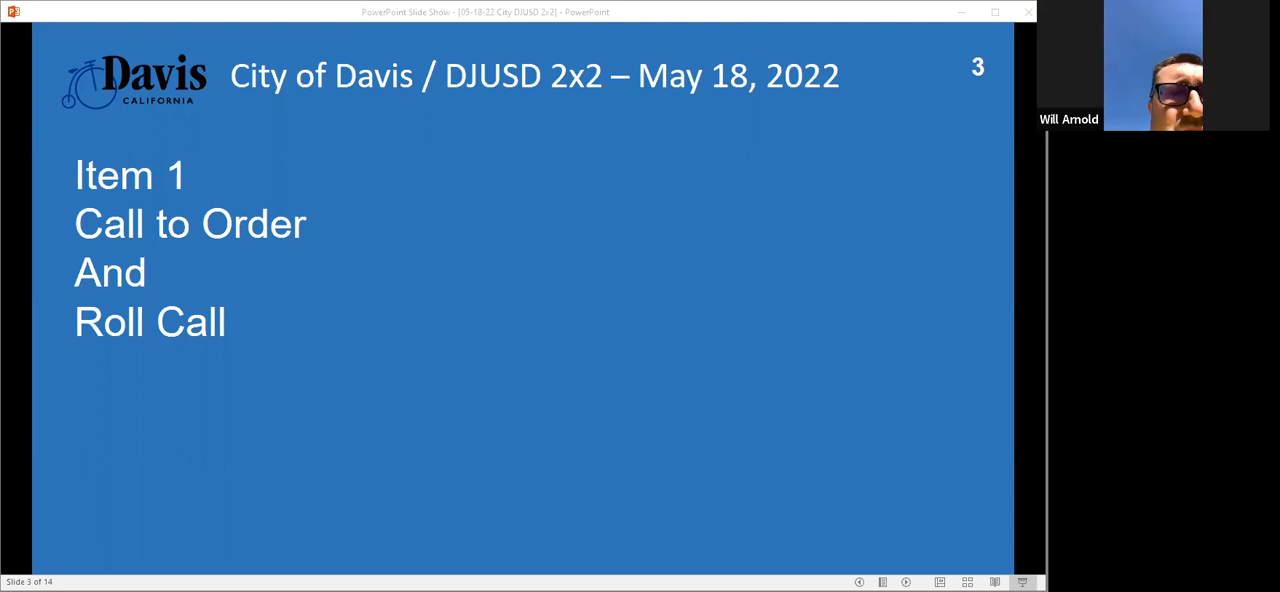 PowerPoint Slide Show - [05-18-22 City DJUSD 2x2] - PowerPoint
Davis
CALIFORNIA
City of Davis / DJUSD 2x2 – May 18, 2022
3
Will Arnold
Item 1
Call to Order
And
Roll Call
Slide 3 of 14